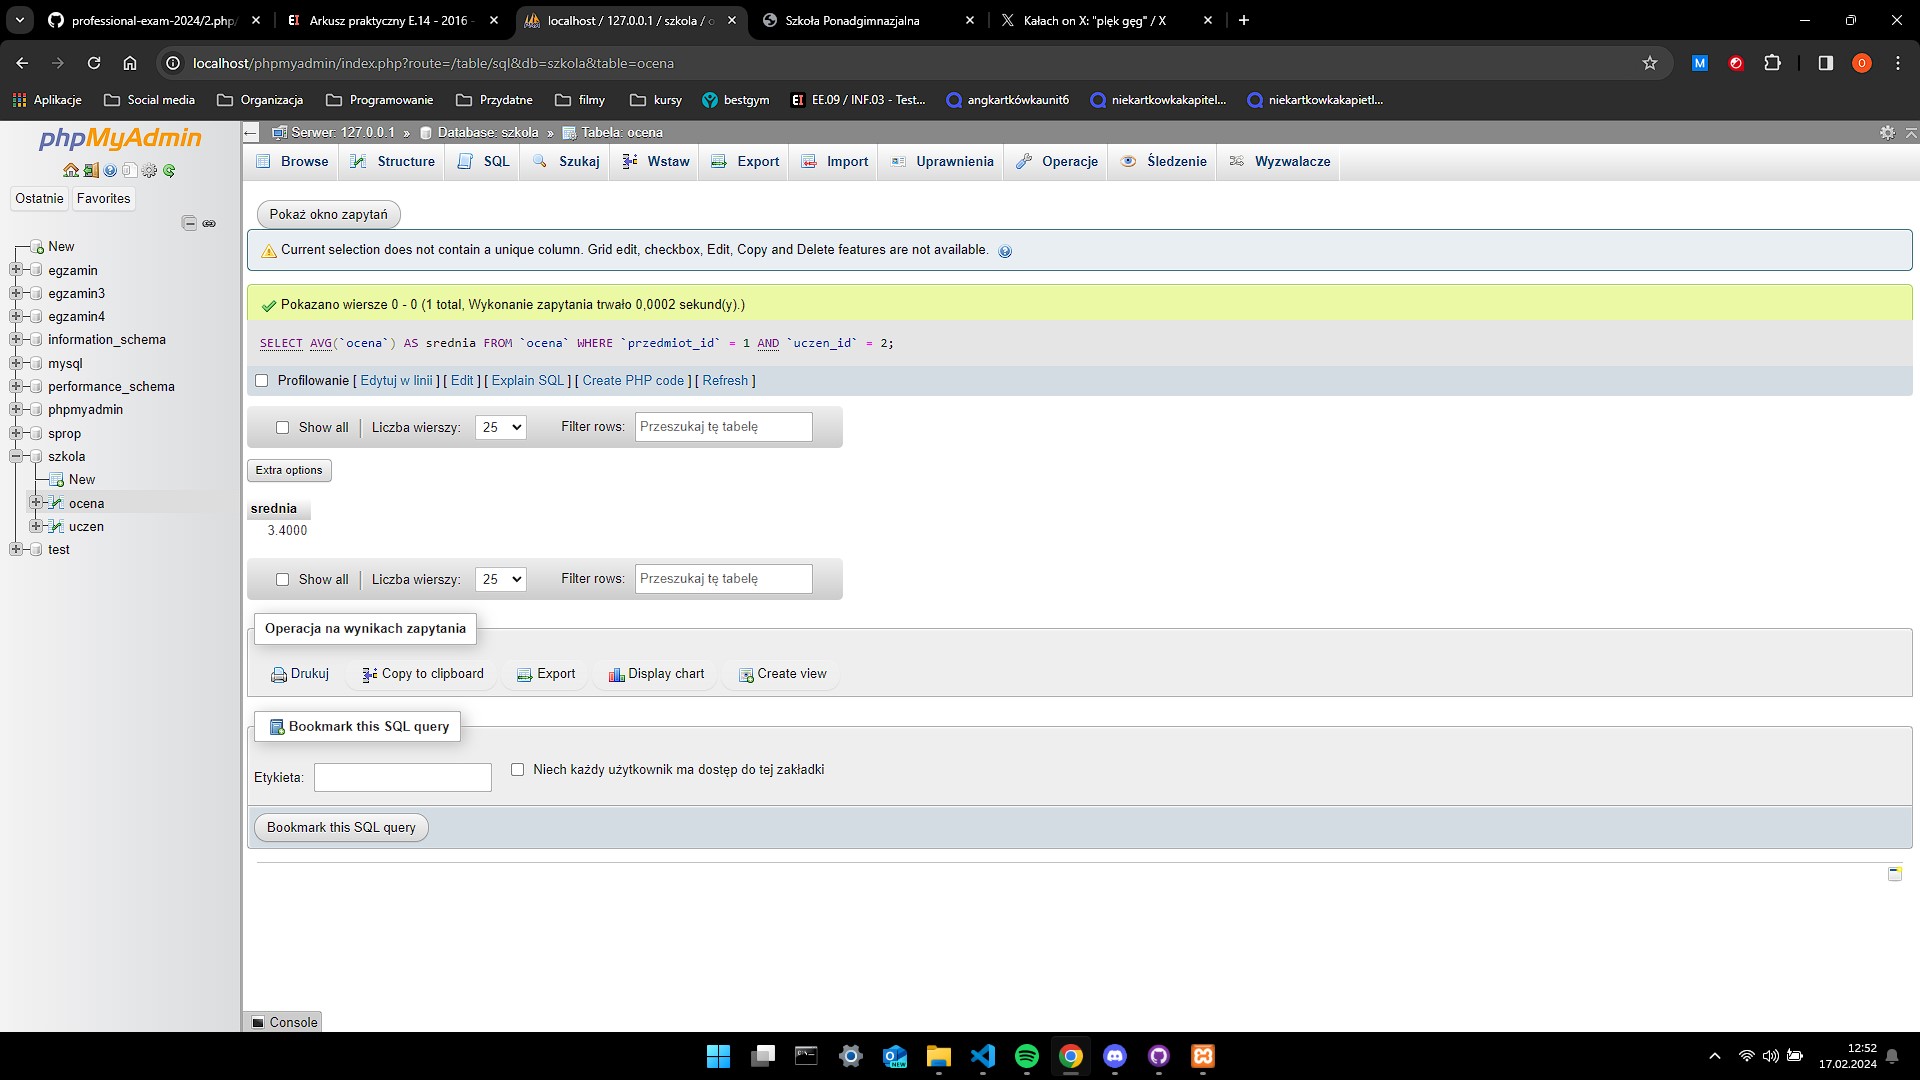 professional-exam-2024/2.php
Arkusz praktyczny E.14 - 2016 -
localhost / 127.0.0.1 / szkola / o
Szkoła Ponadgimnazjalna
Kałach on X: "plęk gęg" / X
localhost/phpmyadmin/index.php?route=/table/sql&db=szkola&table=ocena
Aplikacje
Social media
Organizacja
Programowanie
Przydatne
filmy
kursy
bestgym
EE.09 / INF.03 - Test...
angkartkówkaunit6
niekartkowkakapitel...
niekartkowkakapietl...
phpMyAdmin
Ostatnie
Favorites
New
egzamin
egzamin3
egzamin4
information_schema
mysql
performance_schema
phpmyadmin
sprop
szkola
New
ocena
uczen
test
Serwer: 127.0.0.1 » Database: szkola » Tabela: ocena
Browse
Structure
SQL
Szukaj
Wstaw
Export
Import
Uprawnienia
Operacje
Śledzenie
Wyzwalacze
Pokaż okno zapytań
Current selection does not contain a unique column. Grid edit, checkbox, Edit, Copy and Delete features are not available.
Pokazano wiersze 0 - 0 (1 total, Wykonanie zapytania trwało 0,0002 sekund(y).)
SELECT AVG(`ocena`) AS srednia FROM `ocena` WHERE `przedmiot_id` = 1 AND `uczen_id` = 2;
Profilowanie [ Edytuj w linii ] [ Edit ] [ Explain SQL ] [ Create PHP code ] [ Refresh ]
Show all | Liczba wierszy: 25 Filter rows: Przeszukaj tę tabelę
Extra options
srednia
3.4000
Show all | Liczba wierszy: 25 Filter rows: Przeszukaj tę tabelę
Operacja na wynikach zapytania
Drukuj
Copy to clipboard
Export
Display chart
Create view
Bookmark this SQL query
Etykieta:
Niech każdy użytkownik ma dostęp do tej zakładki
Bookmark this SQL query
Console
12:52
17.02.2024